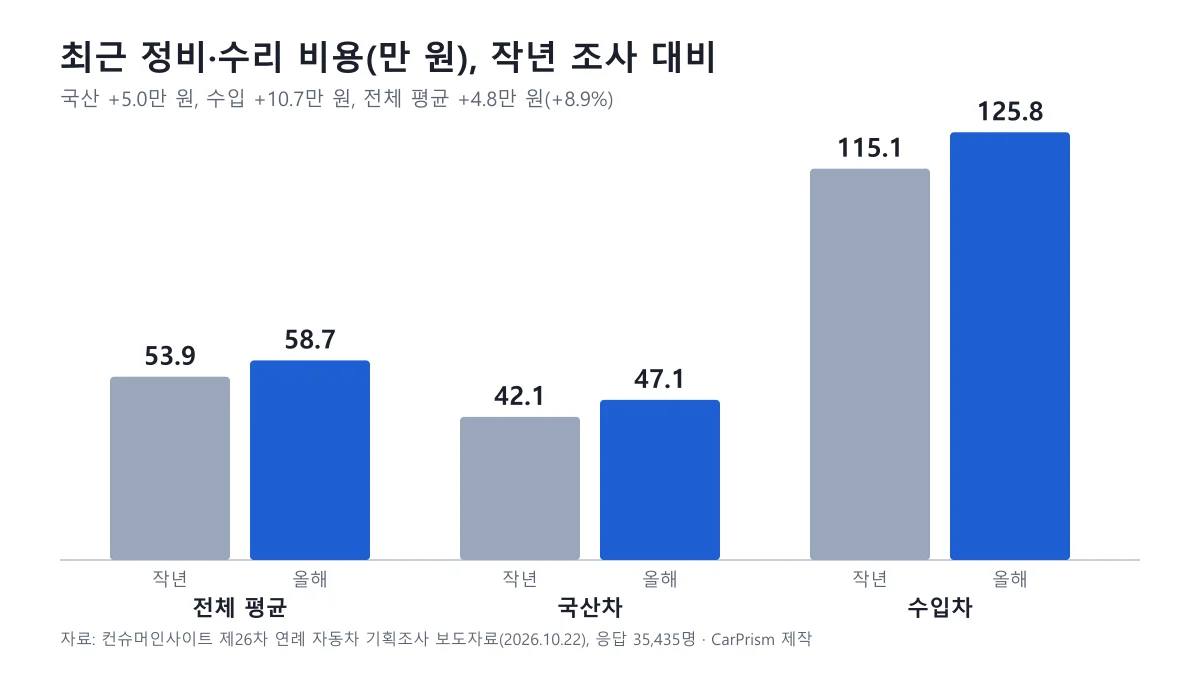 최근 정비·수리 비용(만 원), 작년 조사 대비
국산 +5.0만 원, 수입 +10.7만 원, 전체 평균 +4.8만 원(+8.9%)
53.9
58.7
42.1
47.1
115.1
125.8
작년 올해 작년 올해 작년 올해
전체 평균 국산차 수입차
자료: 컨슈머인사이트 제26차 연례 자동차 기획조사 보도자료(2026.10.22), 응답 35,435명 · CarPrism 제작